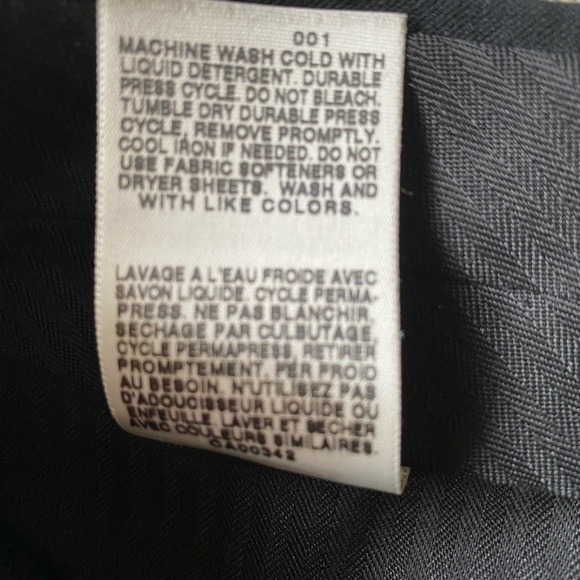 001
MACHINE WASH COLD WITH
LIQUID DETERGENT. DURABLE
PRESS CYCLE. DO NOT BLEACH.
TUMBLE DRY DURABLE PRESS
CYCLE, REMOVE PROMPTLY.
COOL IRON IF NEEDED. DO NOT
USE FABRIC SOFTENERS OR
DRYER SHEETS. WASH AND
WITH LIKE COLORS.
LAVAGE A L'EAU FROIDE AVEC
SAVON LIQUIDE. CYCLE PERMA-
PRESS. NE PAS BLANCHIR.
SECHAGE PAR CULBUTAGE,
CYCLE PERMAPRESS, RETIRER
PROMPTEMENT. FER FROID
AU BESOIN. N'UTILISEZ PAS
D'ADOUCISSEUR LIQUIDE OU
ENFEUILLE, LAVER ET SECHER
AVEC COULEURS SIMILAIRES.
CA00342